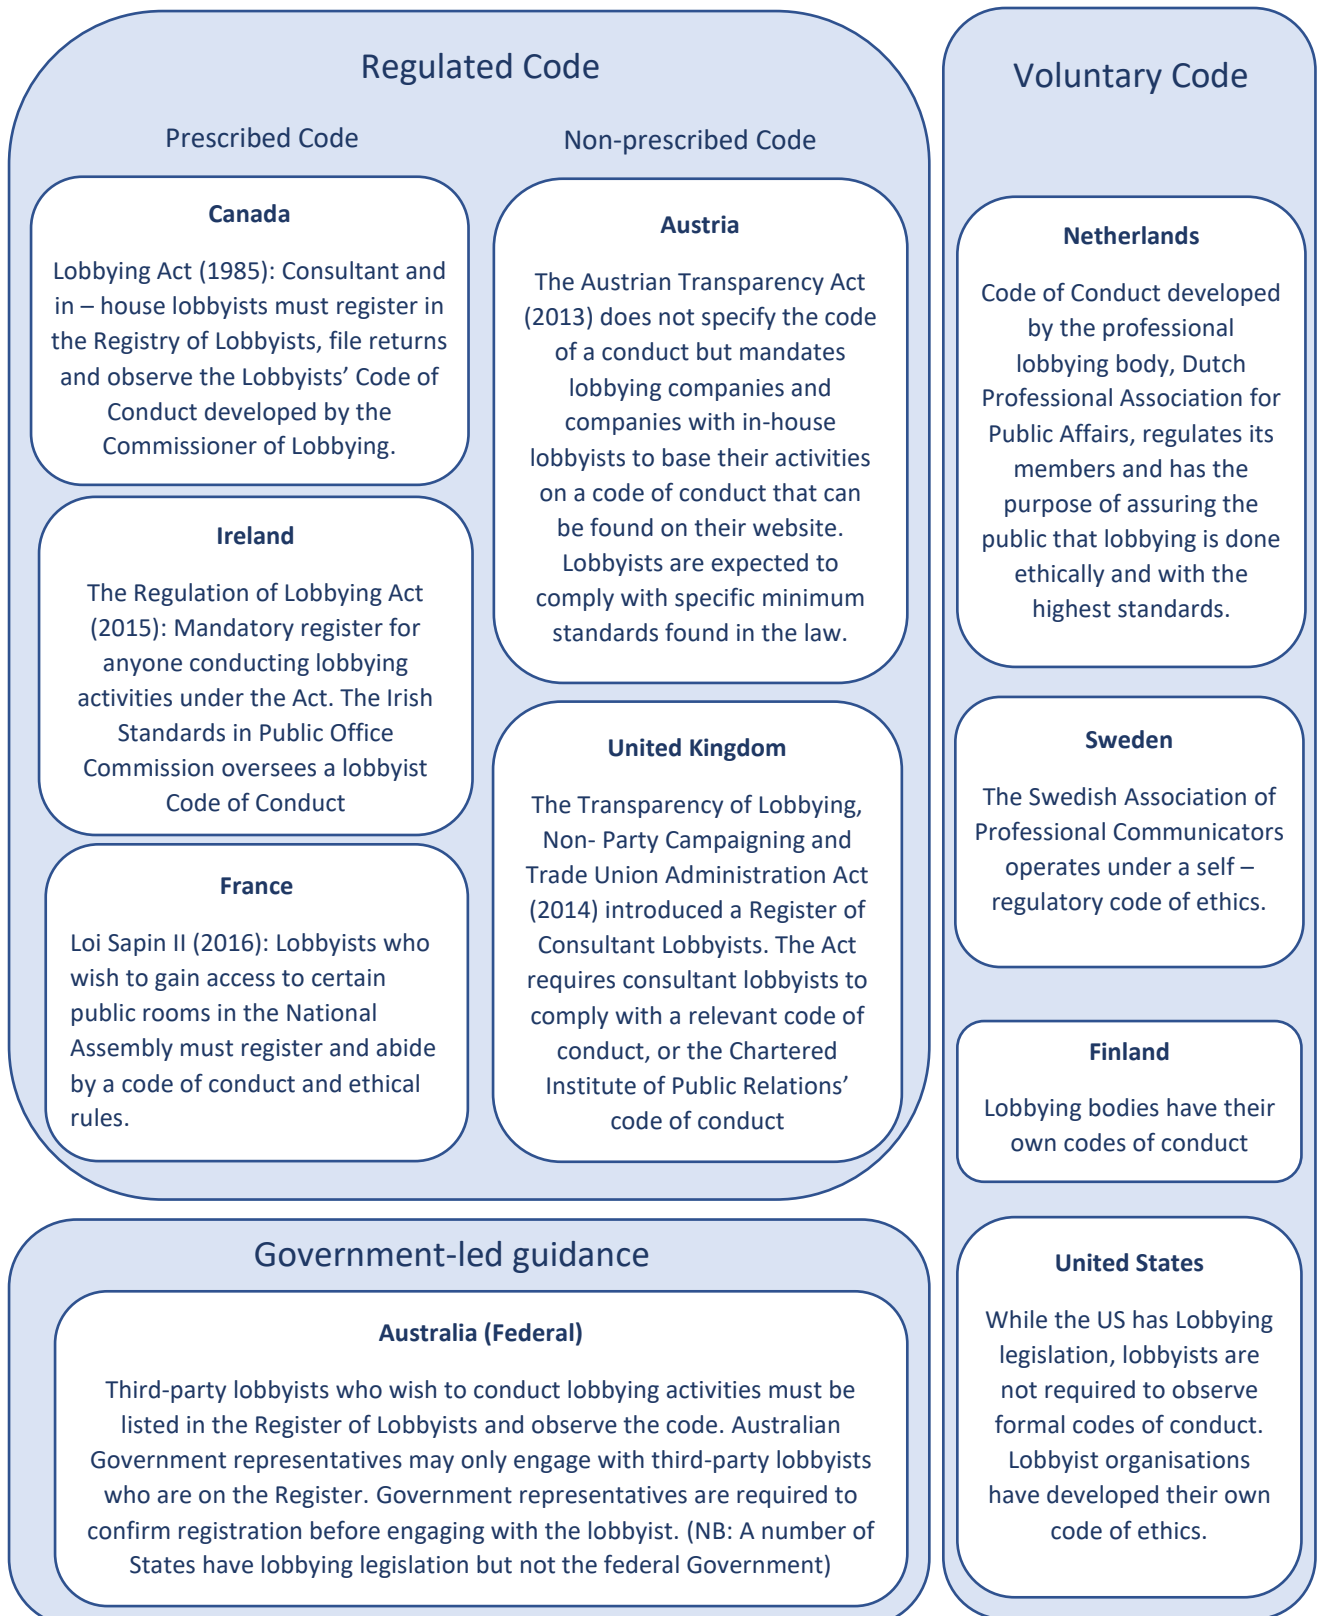 Regulated Code
Prescribed Code
Canada
Lobbying Act (1985): Consultant and
in – house lobbyists must register in
the Registry of Lobbyists, file returns
and observe the Lobbyists’ Code of
Conduct developed by the
Commissioner of Lobbying.
Ireland
The Regulation of Lobbying Act
(2015): Mandatory register for
anyone conducting lobbying
activities under the Act. The Irish
Standards in Public Office
Commission oversees a lobbyist
Code of Conduct
France
Loi Sapin II (2016): Lobbyists who
wish to gain access to certain
public rooms in the National
Assembly must register and abide
by a code of conduct and ethical
rules.
Non-prescribed Code
Austria
The Austrian Transparency Act
(2013) does not specify the code
of a conduct but mandates
lobbying companies and
companies with in-house
lobbyists to base their activities
on a code of conduct that can
be found on their website.
Lobbyists are expected to
comply with specific minimum
standards found in the law.
United Kingdom
The Transparency of Lobbying,
Non- Party Campaigning and
Trade Union Administration Act
(2014) introduced a Register of
Consultant Lobbyists. The Act
requires consultant lobbyists to
comply with a relevant code of
conduct, or the Chartered
Institute of Public Relations’
code of conduct
Voluntary Code
Netherlands
Code of Conduct developed
by the professional
lobbying body, Dutch
Professional Association for
Public Affairs, regulates its
members and has the
purpose of assuring the
public that lobbying is done
ethically and with the
highest standards.
Sweden
The Swedish Association of
Professional Communicators
operates under a self –
regulatory code of ethics.
Finland
Lobbying bodies have their
own codes of conduct
United States
While the US has Lobbying
legislation, lobbyists are
not required to observe
formal codes of conduct.
Lobbyist organisations
have developed their own
code of ethics.
Government-led guidance
Australia (Federal)
Third-party lobbyists who wish to conduct lobbying activities must be
listed in the Register of Lobbyists and observe the code. Australian
Government representatives may only engage with third-party lobbyists
who are on the Register. Government representatives are required to
confirm registration before engaging with the lobbyist. (NB: A number of
States have lobbying legislation but not the federal Government)